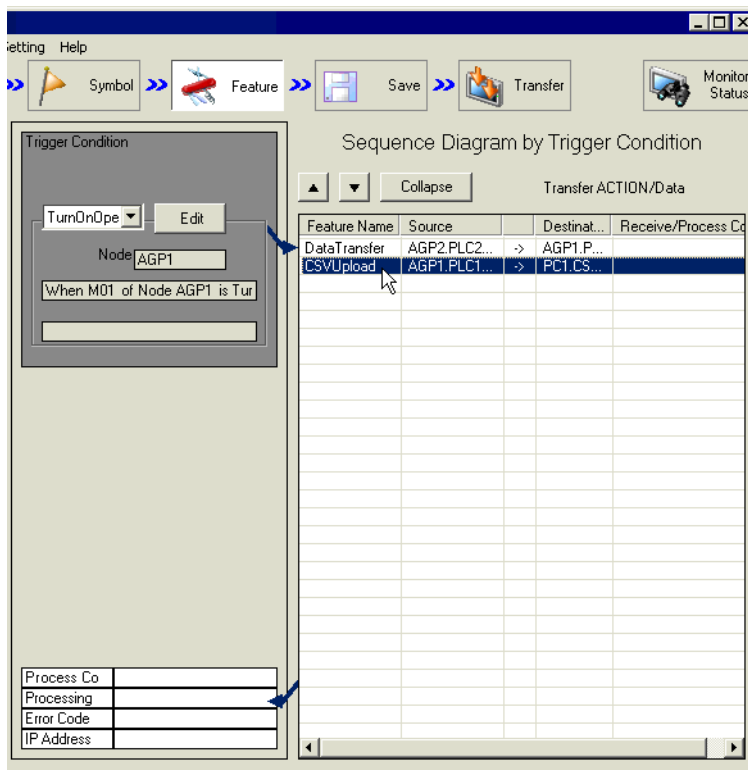 Setting Help
Symbol Feature Save Transfer Monitor Status
Trigger Condition
TurnOnOpe Edit
Node AGP1
When M01 of Node AGP1 is Tur
Process Co
Processing
Error Code
IP Address
Sequence Diagram by Trigger Condition
Collapse Transfer ACTION/Data
Feature Name Source Destinat... Receive/Process Co
DataTransfer AGP2.PLC2... -> AGP1.P...
CSVUpload AGP1.PLC1... -> PC1.CS...